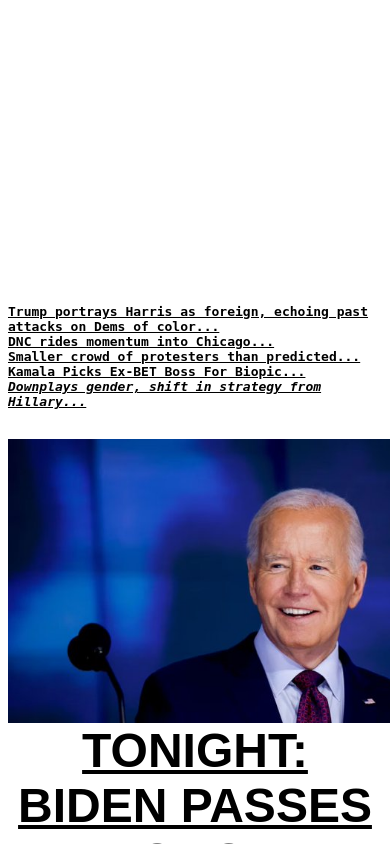 Trump portrays Harris as foreign, echoing past
attacks on Dems of color...
DNC rides momentum into Chicago...
Smaller crowd of protesters than predicted...
Kamala Picks Ex-BET Boss For Biopic...
Downplays gender, shift in strategy from
Hillary...
TONIGHT:
BIDEN PASSES